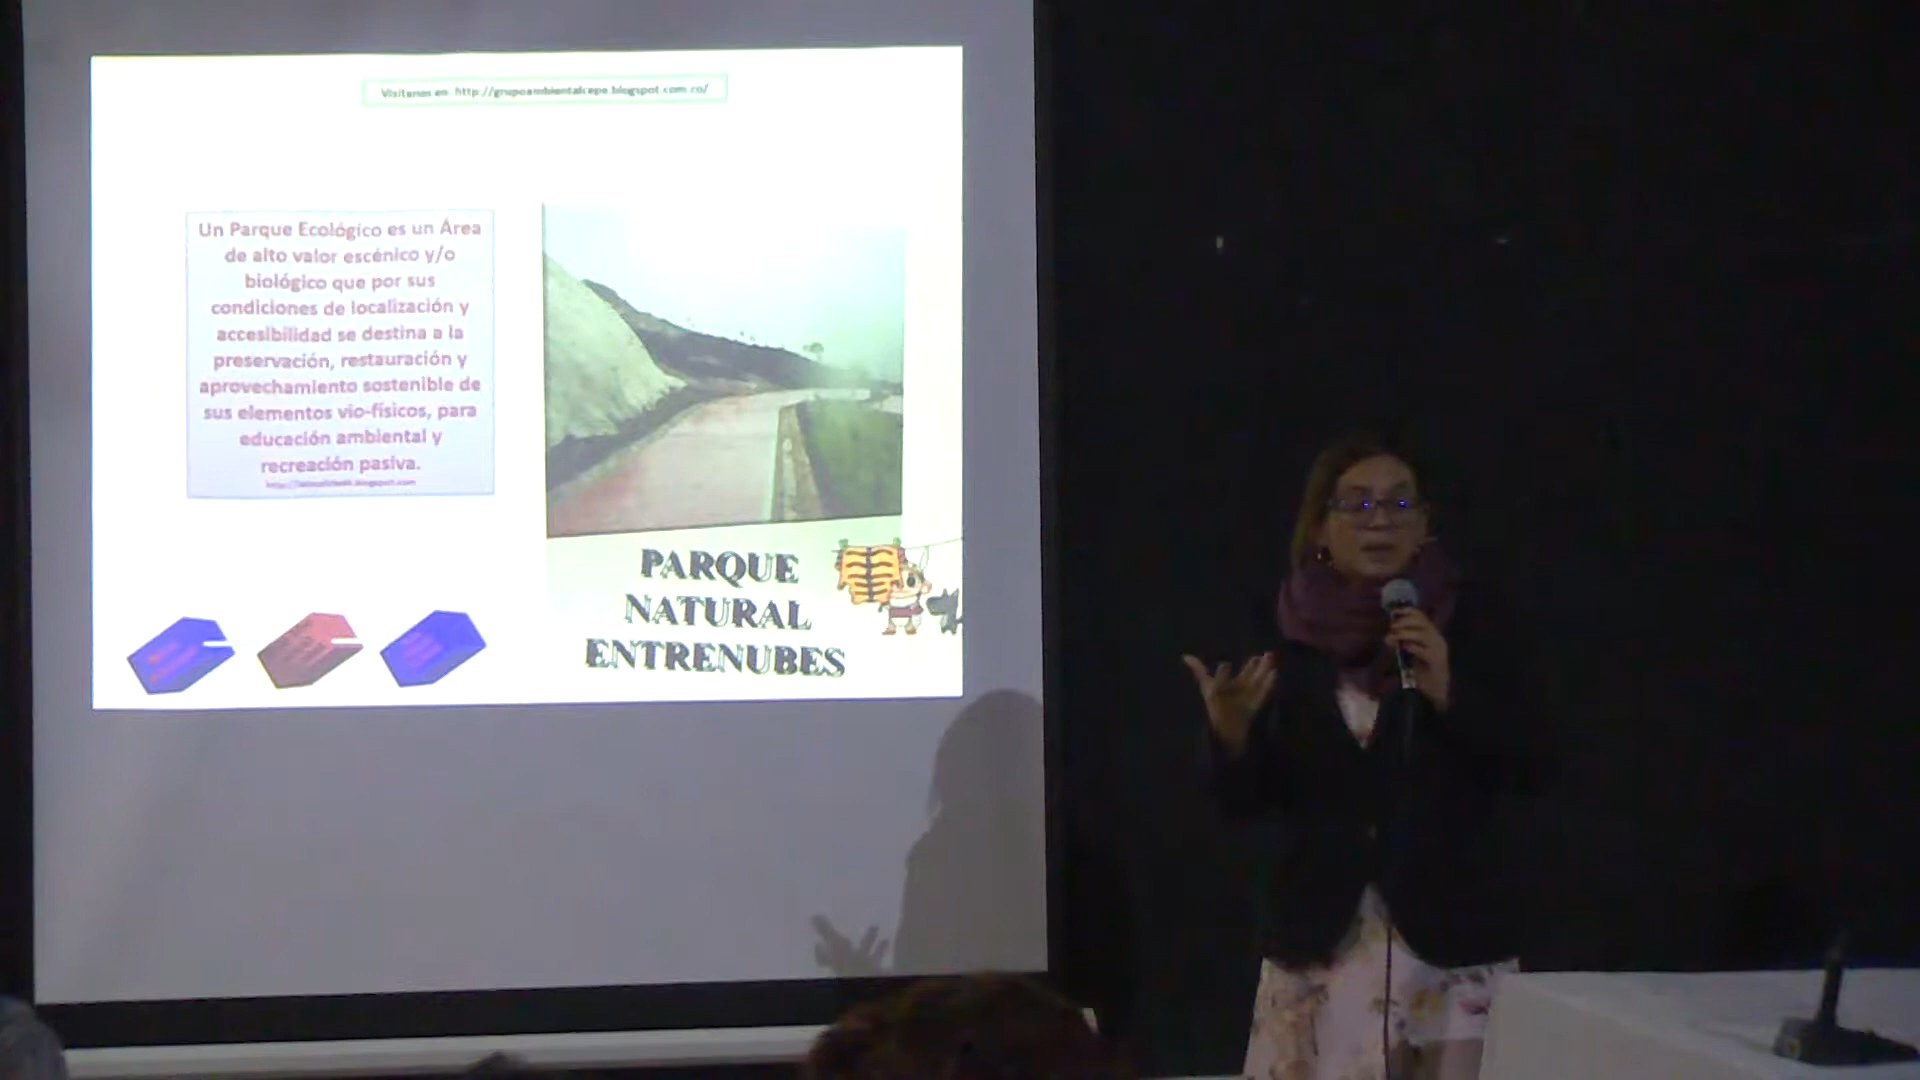 Visítanos en: http://grupoambientalcepo.blogspot.com.co/
Un Parque Ecológico es un Área
de alto valor escénico y/o
biológico que por sus
condiciones de localización y
accesibilidad se destina a la
preservación, restauración y
aprovechamiento sostenible de
sus elementos vio-físicos, para
educación ambiental y
recreación pasiva.
PARQUE
NATURAL
ENTRENUBES